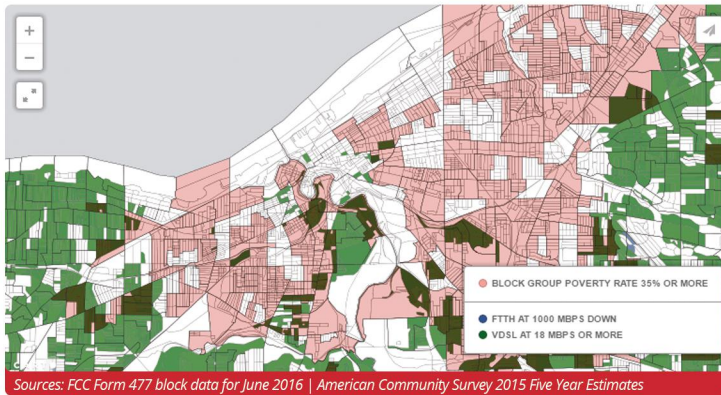 +
−
BLOCK GROUP POVERTY RATE 35% OR MORE
FTTH AT 1000 MBPS DOWN
VDSL AT 18 MBPS OR MORE
Sources: FCC Form 477 block data for June 2016 | American Community Survey 2015 Five Year Estimates